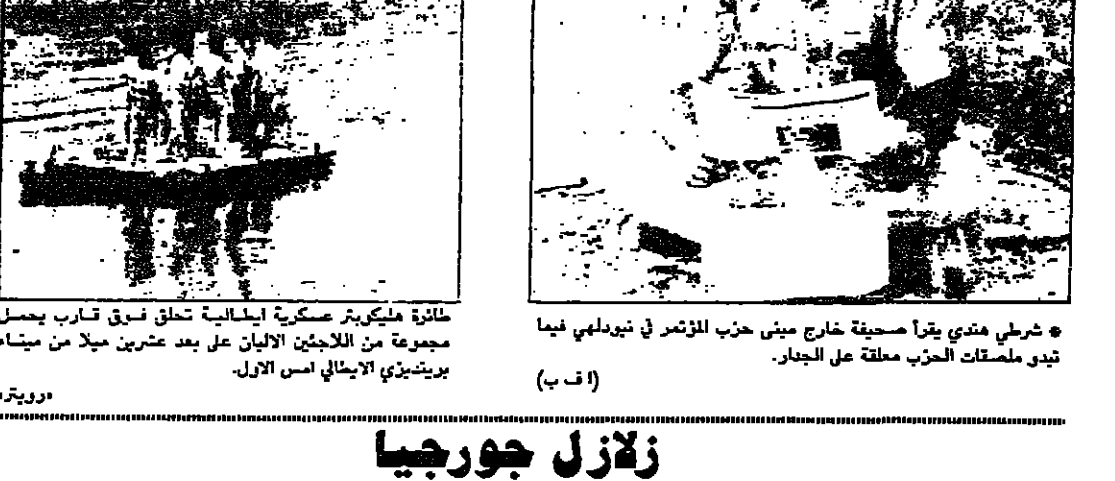 * شرطي هندي يقرأ صحيفة خارج مبنى حزب المؤتمر في نيودلهي فيما
تبدو ملصقات الحزب معلقة على الجدار.
(ا ف ب)
طائرة هليكوبتر عسكرية ايطالية تحلق فوق قارب يحمل
مجموعة من اللاجئين الالبان على بعد عشرين ميلا من ميناء
بريننديزي الايطالي امس الاول.
«رويتر»
زلازل جورجيا